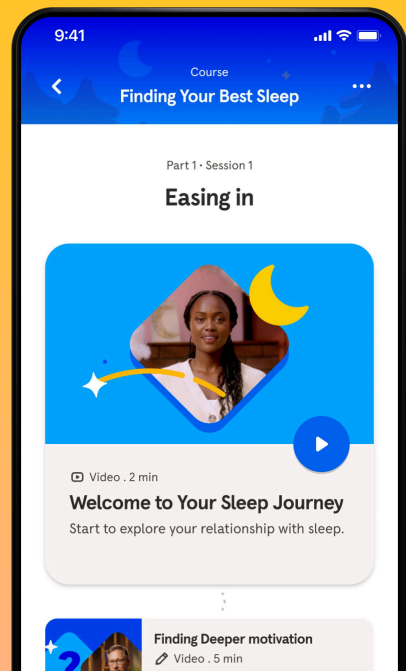 9:41
Course
Finding Your Best Sleep
Part 1 · Session 1
Easing in
Video . 2 min
Welcome to Your Sleep Journey
Start to explore your relationship with sleep.
2
Finding Deeper motivation
Video . 5 min